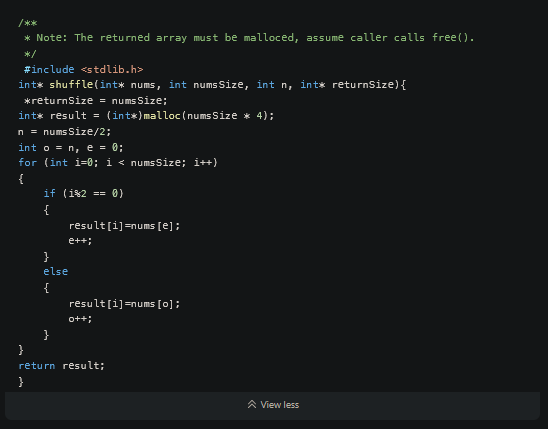 /**
 * Note: The returned array must be malloced, assume caller calls free().
 */
 #include <stdlib.h>
int* shuffle(int* nums, int numsSize, int n, int* returnSize){
 *returnSize = numsSize;
int* result = (int*)malloc(numsSize * 4);
n = numsSize/2;
int o = n, e = 0;
for (int i=0; i < numsSize; i++)
{
    if (i%2 == 0)
    {
        result[i]=nums[e];
        e++;
    }
    else
    {
        result[i]=nums[o];
        o++;
    }
}
return result;
}
View less